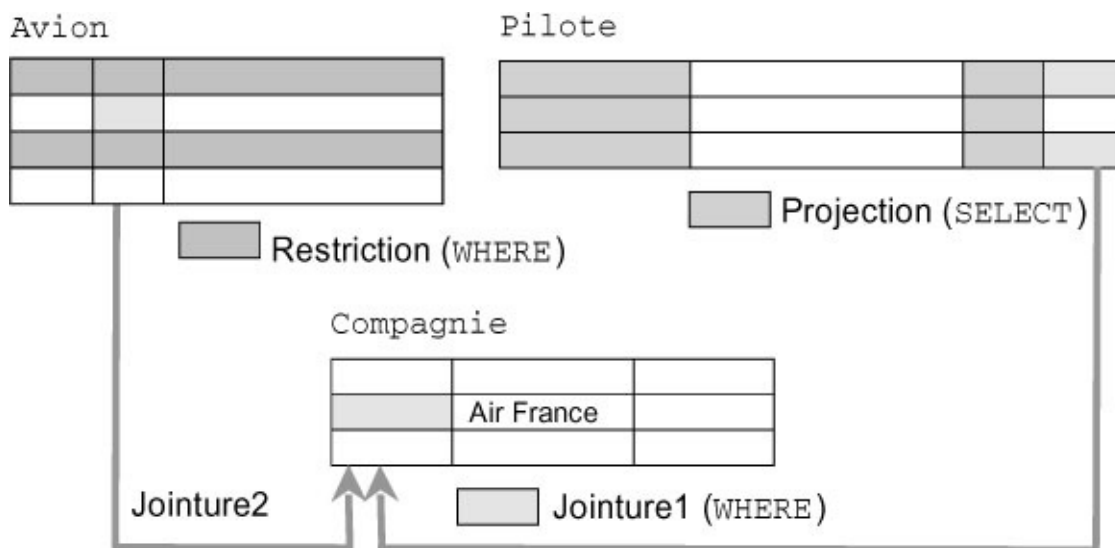 Avion
Pilote
Restriction (WHERE)
Projection (SELECT)
Compagnie
Air France
Jointure2
Jointure1 (WHERE)